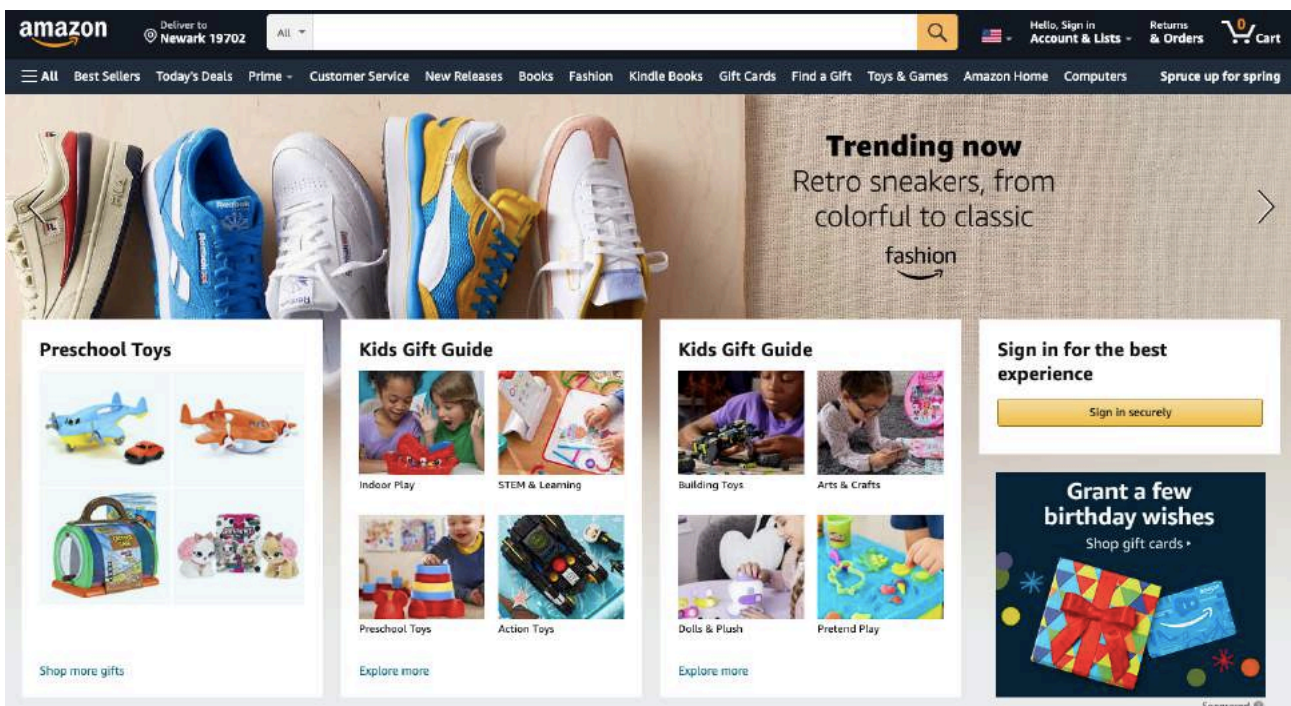 amazon
Deliver to
Newark 19702
All
Hello, Sign in
Account & Lists
Returns
& Orders
0
Cart
All Best Sellers Today's Deals Prime Customer Service New Releases Books Fashion Kindle Books Gift Cards Find a Gift Toys & Games Amazon Home Computers Spruce up for spring
Trending now
Retro sneakers, from
colorful to classic
fashion
Reebok
Preschool Toys
Shop more gifts
Kids Gift Guide
Indoor Play
STEM & Learning
Preschool Toys
Action Toys
Explore more
Kids Gift Guide
Building Toys
Arts & Crafts
Dolls & Plush
Pretend Play
Explore more
Sign in for the best
experience
Sign in securely
Grant a few
birthday wishes
Shop gift cards
Sponsored